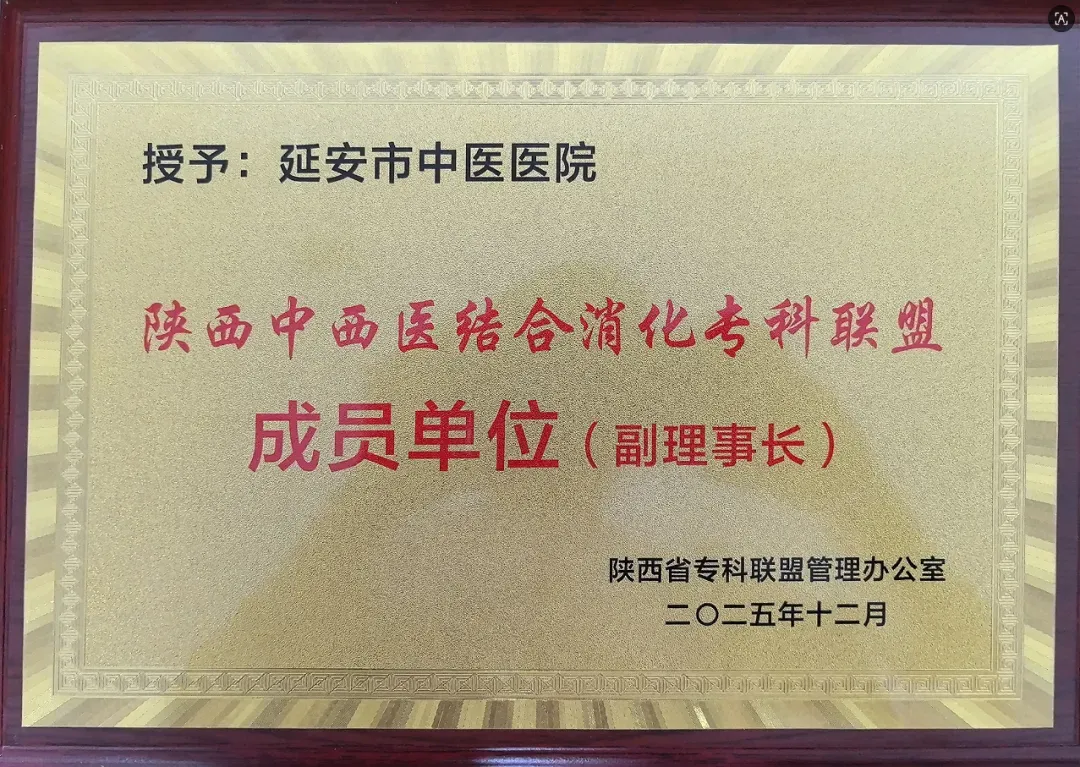 授予：延安市中医医院
陕西中西医结合消化专科联盟
成员单位（副理事长）
陕西省专科联盟管理办公室
二〇二五年十二月